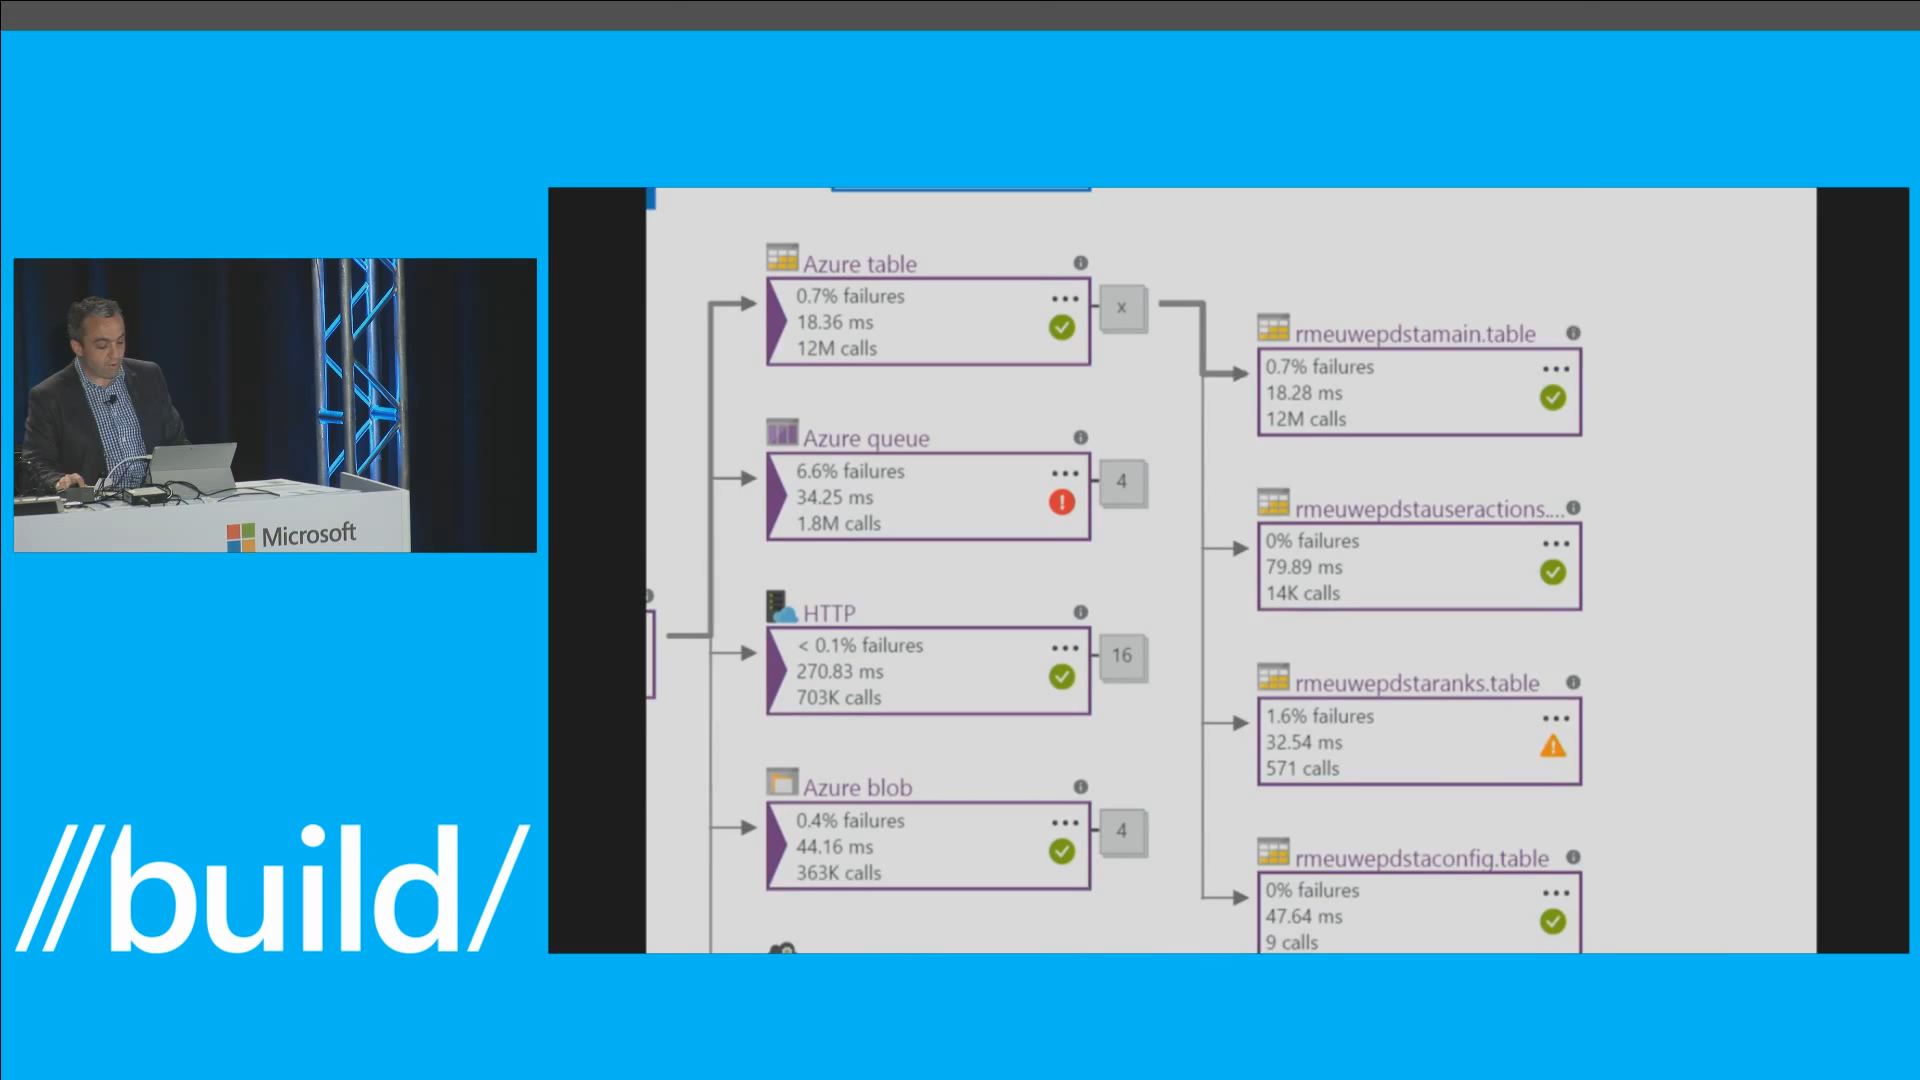 Microsoft
//build/
Azure table
0.7% failures
18.36 ms
12M calls
x
Azure queue
6.6% failures
34.25 ms
1.8M calls
4
HTTP
< 0.1% failures
270.83 ms
703K calls
16
Azure blob
0.4% failures
44.16 ms
363K calls
4
rmeuwepdstamain.table
0.7% failures
18.28 ms
12M calls
rmeuwepdstauseractions....
0% failures
79.89 ms
14K calls
rmeuwepdstaranks.table
1.6% failures
32.54 ms
571 calls
rmeuwepdstaconfig.table
0% failures
47.64 ms
9 calls